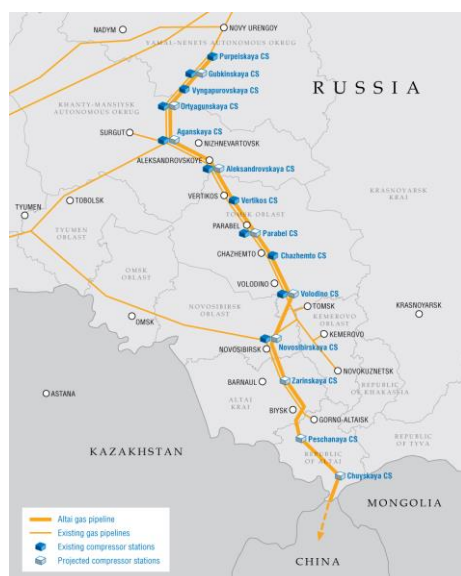 NADYM
NOVY URENGOY
YAMAL-NENETS AUTONOMOUS OKRUG
Purpeiskaya CS
Gubkinskaya CS
RUSSIA
Vyngapurovskaya CS
KHANTY-MANSIYSK
AUTONOMOUS OKRUG
Ortyagunskaya CS
SURGUT
Aganskaya CS
NIZHNEVARTOVSK
ALEKSANDROVSKOYE
Aleksandrovskaya CS
KRASNOYARSK
KRAI
VERTIKOS
Vertikos CS
TOBOLSK
TYUMEN
TOMSK OBLAST
PARABEL
Parabel CS
TYUMEN
OBLAST
CHAZHEMTO
Chazhemto CS
OMSK
OBLAST
VOLODINO
Volodino CS
TOMSK
NOVOSIBIRSK
OBLAST
KEMEROVO
OBLAST
KRASNOYARSK
OMSK
KEMEROVO
NOVOSIBIRSK
Novosibirskaya CS
NOVOKUZNETSK
BARNAUL
Zarinskaya CS
REPUBLIC
OF KHAKASSIA
ASTANA
ALTAI
KRAI
BIYSK
GORNO-ALTAISK
Peschanaya CS
REPUBLIC
OF TYVA
KAZAKHSTAN
REPUBLIC
OF ALTAI
Chuyskaya CS
MONGOLIA
CHINA
Altai gas pipeline
Existing gas pipelines
Existing compressor stations
Projected compressor stations